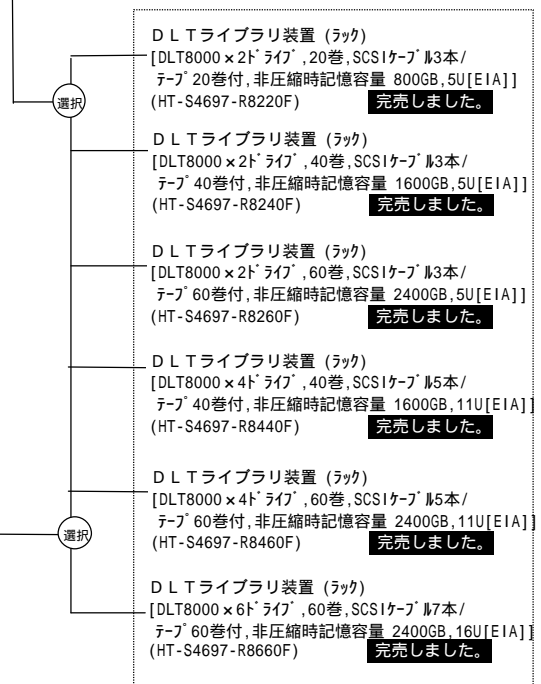 ＤＬＴライブラリ装置 (ﾗｯｸ)
[DLT8000×2ﾄﾞﾗｲﾌﾞ,20巻,SCSIｹｰﾌﾞﾙ3本/
ﾃｰﾌﾟ20巻付,非圧縮時記憶容量 800GB,5U[EIA]]
選択
(HT-S4697-R8220F) 完売しました。
ＤＬＴライブラリ装置 (ﾗｯｸ)
[DLT8000×2ﾄﾞﾗｲﾌﾞ,40巻,SCSIｹｰﾌﾞﾙ3本/
ﾃｰﾌﾟ40巻付,非圧縮時記憶容量 1600GB,5U[EIA]]
(HT-S4697-R8240F) 完売しました。
ＤＬＴライブラリ装置 (ﾗｯｸ)
[DLT8000×2ﾄﾞﾗｲﾌﾞ,60巻,SCSIｹｰﾌﾞﾙ3本/
ﾃｰﾌﾟ60巻付,非圧縮時記憶容量 2400GB,5U[EIA]]
(HT-S4697-R8260F) 完売しました。
ＤＬＴライブラリ装置 (ﾗｯｸ)
[DLT8000×4ﾄﾞﾗｲﾌﾞ,40巻,SCSIｹｰﾌﾞﾙ5本/
ﾃｰﾌﾟ40巻付,非圧縮時記憶容量 1600GB,11U[EIA]]
(HT-S4697-R8440F) 完売しました。
ＤＬＴライブラリ装置 (ﾗｯｸ)
[DLT8000×4ﾄﾞﾗｲﾌﾞ,60巻,SCSIｹｰﾌﾞﾙ5本/
ﾃｰﾌﾟ60巻付,非圧縮時記憶容量 2400GB,11U[EIA]]
選択
(HT-S4697-R8460F) 完売しました。
ＤＬＴライブラリ装置 (ﾗｯｸ)
[DLT8000×6ﾄﾞﾗｲﾌﾞ,60巻,SCSIｹｰﾌﾞﾙ7本/
ﾃｰﾌﾟ60巻付,非圧縮時記憶容量 2400GB,16U[EIA]]
(HT-S4697-R8660F) 完売しました。